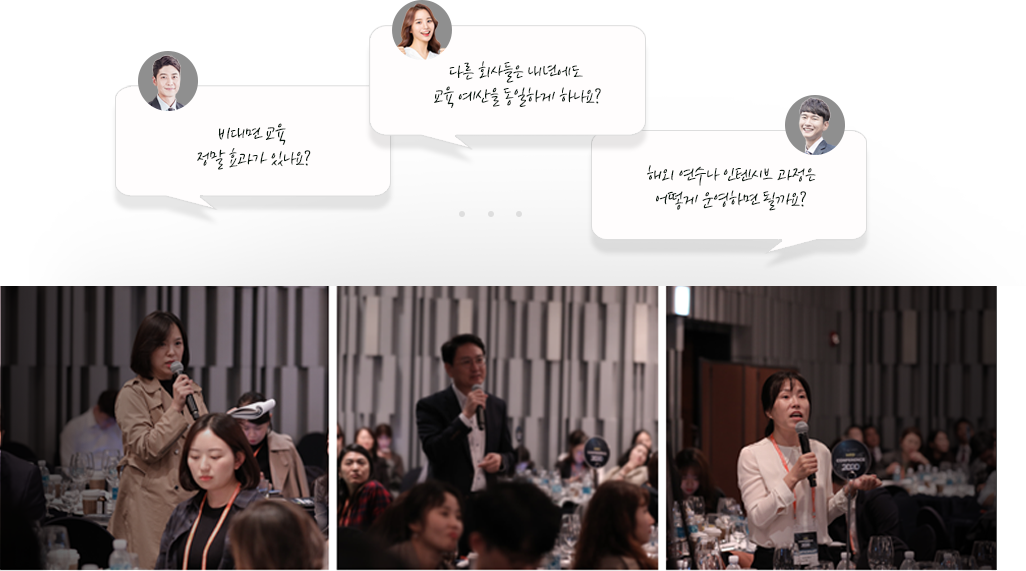 다른 회사들은 내년에도
교육 예산을 동일하게 하나요?
비대면 교육
정말 효과가 있나요?
해외 연수나 인텐시브 과정은
어떻게 운영하면 될까요?
CONFERENCE
2020